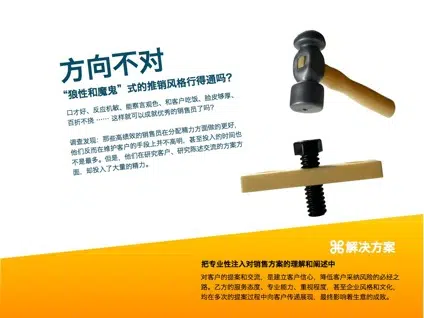 方向不对
“狼性和魔鬼”式的推销风格行得通吗？
口才好、反应机敏、能察言观色、和客户吃饭，脸皮够厚、
百折不挠 …… 这样就可以成就优秀的销售员了吗？
调查发现：那些高绩效的销售员在分配精力方面做的更好，
他们反而在维护客户的手段上并不高明，甚至投入的时间也
不是最多。但是，他们在研究客户、研究陈述交流的方案方
面，却投入了大量的精力。
⌘解决方案
把专业性注入对销售方案的理解和阐述中
对客户的提案和交流，是建立客户信心，降低客户采纳风险的必经之
路。乙方的服务态度、专业能力、重视程度，甚至企业风格和文化，
均在多次的提案过程中向客户传递展现，最终影响着生意的成败。